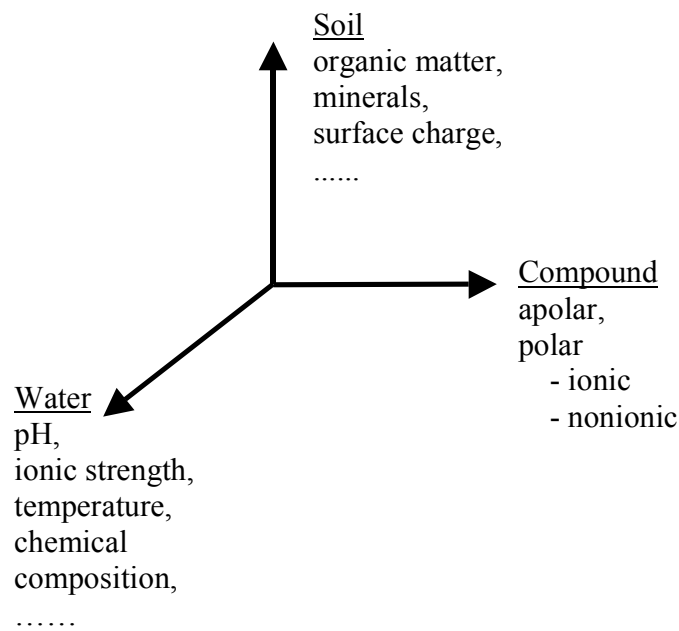 Soil
organic matter,
minerals,
surface charge,
......
Compound
apolar,
polar
- ionic
- nonionic
Water
pH,
ionic strength,
temperature,
chemical
composition,
......